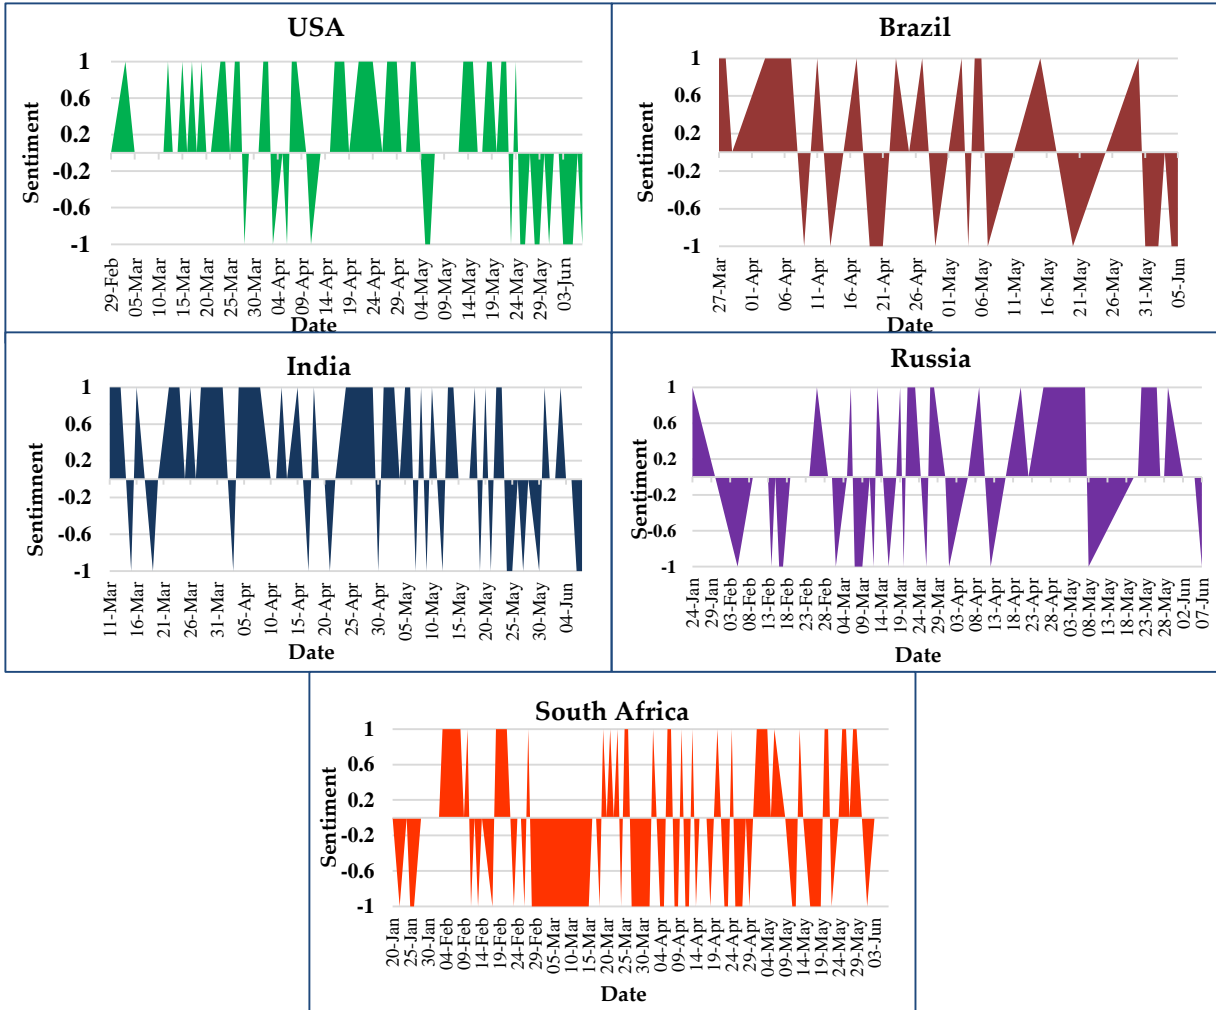 USA
Sentiment
1
0.6
0.2
-0.2
-0.6
-1
29-Feb
05-Mar
10-Mar
15-Mar
20-Mar
25-Mar
30-Mar
04-Apr
09-Apr
14-Apr
19-Apr
24-Apr
29-Apr
04-May
09-May
14-May
19-May
24-May
29-May
03-Jun
Date
Brazil
Sentiment
1
0.6
0.2
-0.2
-0.6
-1
27-Mar
01-Apr
06-Apr
11-Apr
16-Apr
21-Apr
26-Apr
01-May
06-May
11-May
16-May
21-May
26-May
31-May
05-Jun
Date
India
Sentimnent
1
0.6
0.2
-0.2
-0.6
-1
11-Mar
16-Mar
21-Mar
26-Mar
31-Mar
05-Apr
10-Apr
15-Apr
20-Apr
25-Apr
30-Apr
05-May
10-May
15-May
20-May
25-May
30-May
04-Jun
Date
Russia
Sentiment
1
0.6
0.2
-0.2
-0.6
-1
24-Jan
29-Jan
03-Feb
08-Feb
13-Feb
18-Feb
23-Feb
28-Feb
04-Mar
09-Mar
14-Mar
19-Mar
24-Mar
29-Mar
03-Apr
08-Apr
13-Apr
18-Apr
23-Apr
28-Apr
03-May
08-May
13-May
18-May
23-May
28-May
02-Jun
07-Jun
Date
South Africa
Sentiment
1
0.6
0.2
-0.2
-0.6
-1
20-Jan
25-Jan
30-Jan
04-Feb
09-Feb
14-Feb
19-Feb
24-Feb
29-Feb
05-Mar
10-Mar
15-Mar
20-Mar
25-Mar
30-Mar
04-Apr
09-Apr
14-Apr
19-Apr
24-Apr
29-Apr
04-May
09-May
14-May
19-May
24-May
29-May
03-Jun
Date